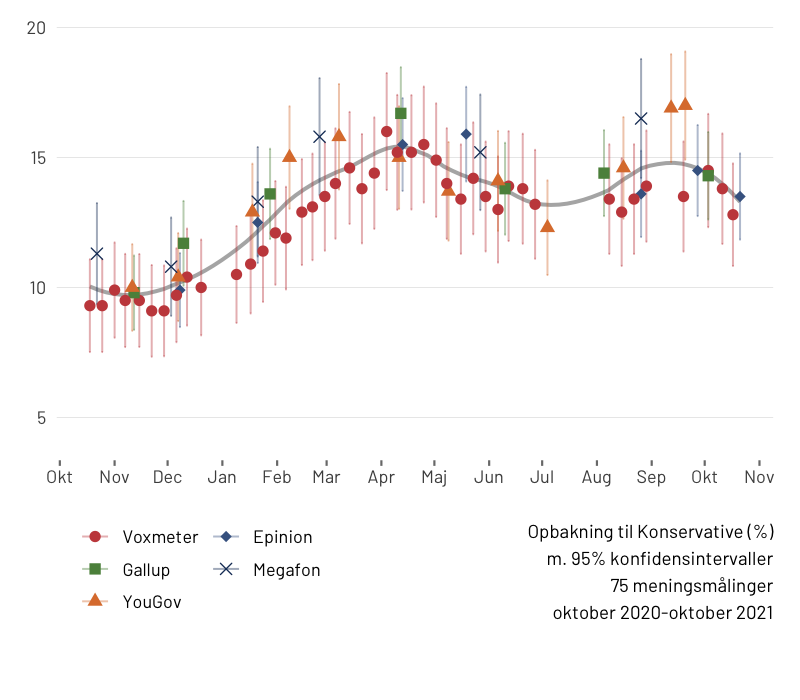 20
15
10
5
Okt Nov Dec Jan Feb Mar Apr Maj Jun Jul Aug Sep Okt Nov
Voxmeter Epinion
Gallup Megafon
YouGov
Opbakning til Konservative (%)
m. 95% konfidensintervaller
75 meningsmålinger
oktober 2020-oktober 2021